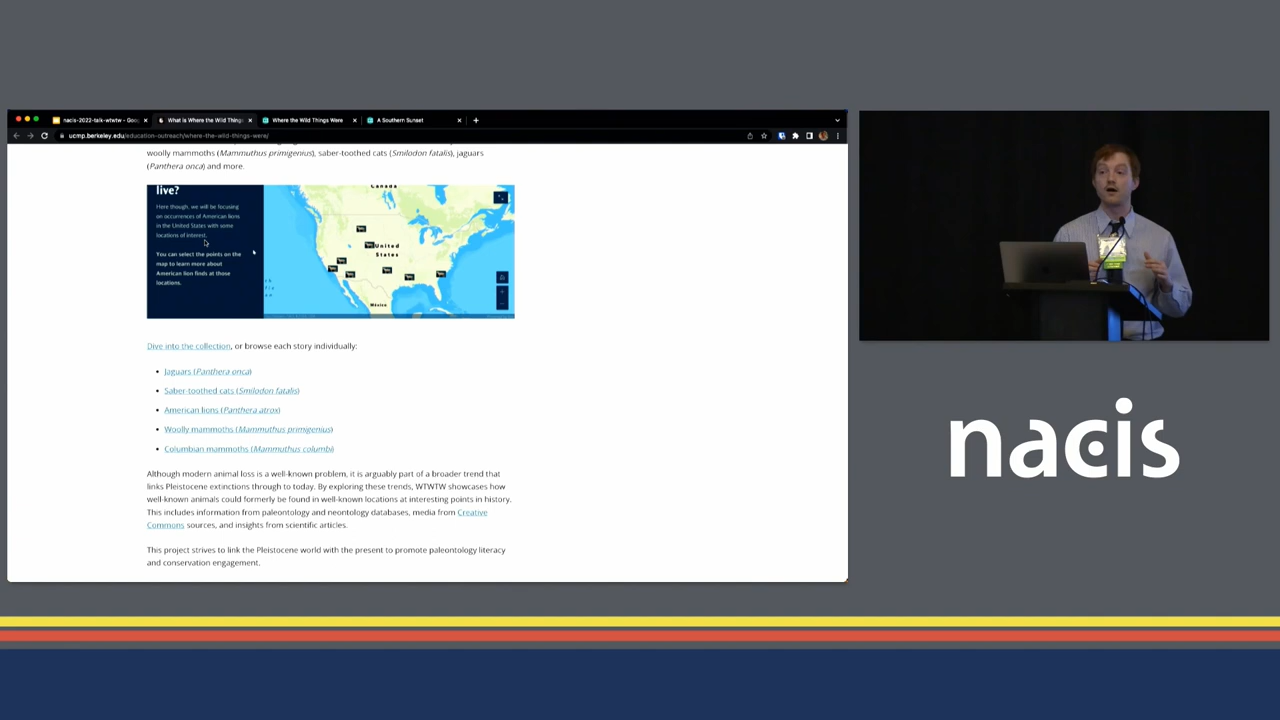 nacis-2022-talk-wtwtw - Goo
What is Where the Wild Things
Where the Wild Things Were
A Southern Sunset
ucmp.berkeley.edu/education-outreach/where-the-wild-things-were/
woolly mammoths (Mammuthus primigenius), saber-toothed cats (Smilodon fatalis), jaguars
(Panthera onca) and more.
live?
Here though, we will be focusing
on occurrences of American lions
in the United States with some
locations of interest.
You can select the points on the
map to learn more about
American lion finds at those
locations.
Canada
United
States
México
Dive into the collection, or browse each story individually:
• Jaguars (Panthera onca)
• Saber-toothed cats (Smilodon fatalis)
• American lions (Panthera atrox)
• Woolly mammoths (Mammuthus primigenius)
• Columbian mammoths (Mammuthus columbi)
Although modern animal loss is a well-known problem, it is arguably part of a broader trend that
links Pleistocene extinctions through to today. By exploring these trends, WTWTW showcases how
well-known animals could formerly be found in well-known locations at interesting points in history.
This includes information from paleontology and neontology databases, media from Creative
Commons sources, and insights from scientific articles.
This project strives to link the Pleistocene world with the present to promote paleontology literacy
and conservation engagement.
nacis